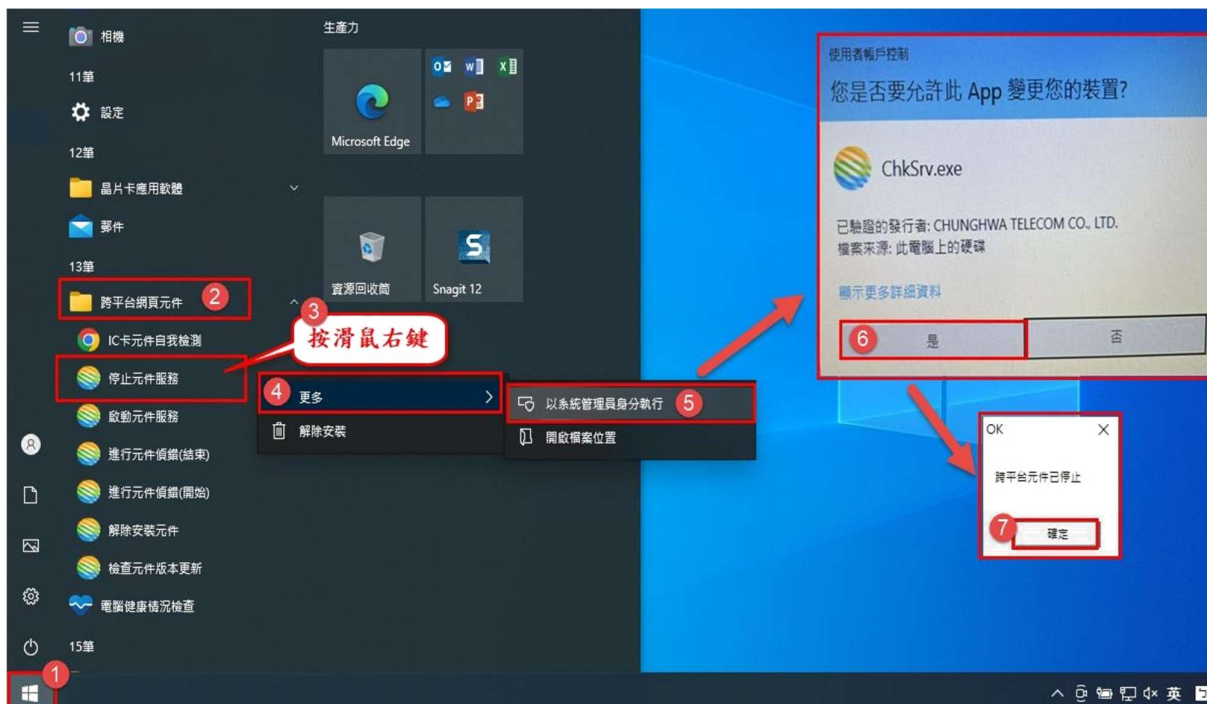 相機
11筆
設定
12筆
晶片卡應用軟體
郵件
13筆
跨平台網頁元件
2
IC卡元件自我檢測
停止元件服務
啟動元件服務
進行元件偵錯(結束)
進行元件偵錯(開始)
解除安裝元件
檢查元件版本更新
電腦健康情況檢查
15筆
1
生產力
Microsoft Edge
資源回收筒
Snagit 12
3
按滑鼠右鍵
4
更多
解除安裝
以系統管理員身分執行
5
開啟檔案位置
使用者帳戶控制
您是否要允許此 App 變更您的裝置?
ChkSrv.exe
已驗證的發行者: CHUNGHWA TELECOM CO., LTD.
檔案來源: 此電腦上的硬碟
顯示更多詳細資料
6
是
否
OK
跨平台元件已停止
7
確定
英